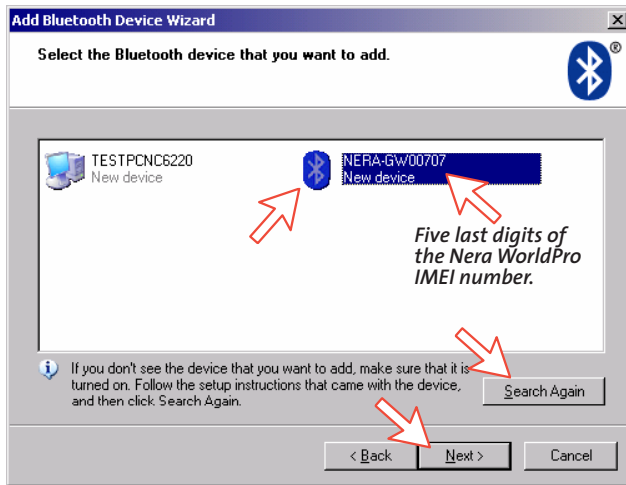 Add Bluetooth Device Wizard
Select the Bluetooth device that you want to add.
®
TESTPCNC6220
New device
NERA-GW00707
New device
Five last digits of
the Nera WorldPro
IMEI number.
If you don't see the device that you want to add, make sure that it is
turned on. Follow the setup instructions that came with the device,
and then click Search Again.
Search Again
< Back
Next >
Cancel